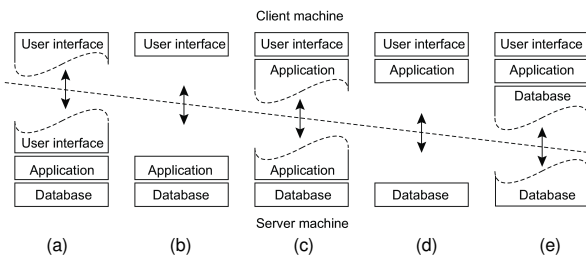 Client machine
User interface User interface User interface User interface User interface
Application Application Application
Database
User interface
Application Application Application Database
Database Database Database Database
Server machine
(a) (b) (c) (d) (e)